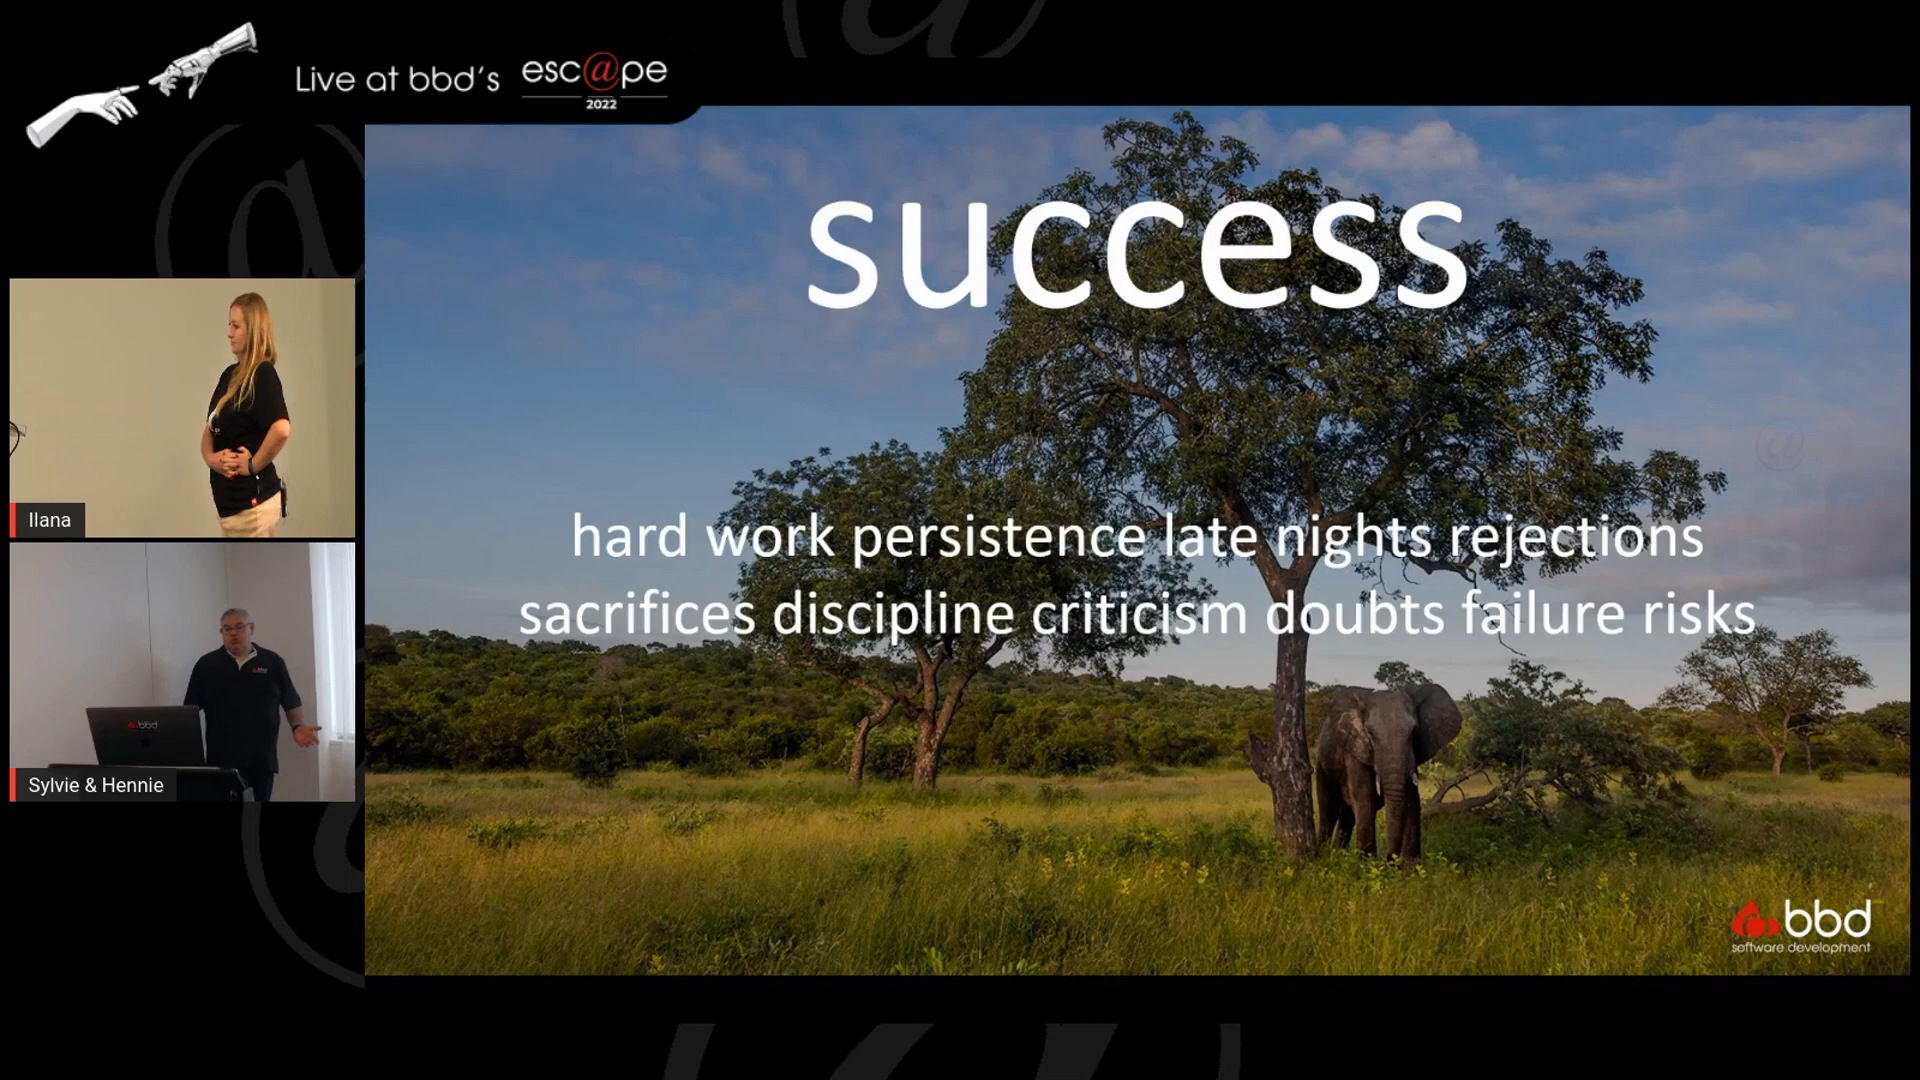 Live at bbd's esc@pe
2022
success
hard work persistence late nights rejections
sacrifices discipline criticism doubts failure risks
Ilana
bbd
Sylvie & Hennie
bbd
software development